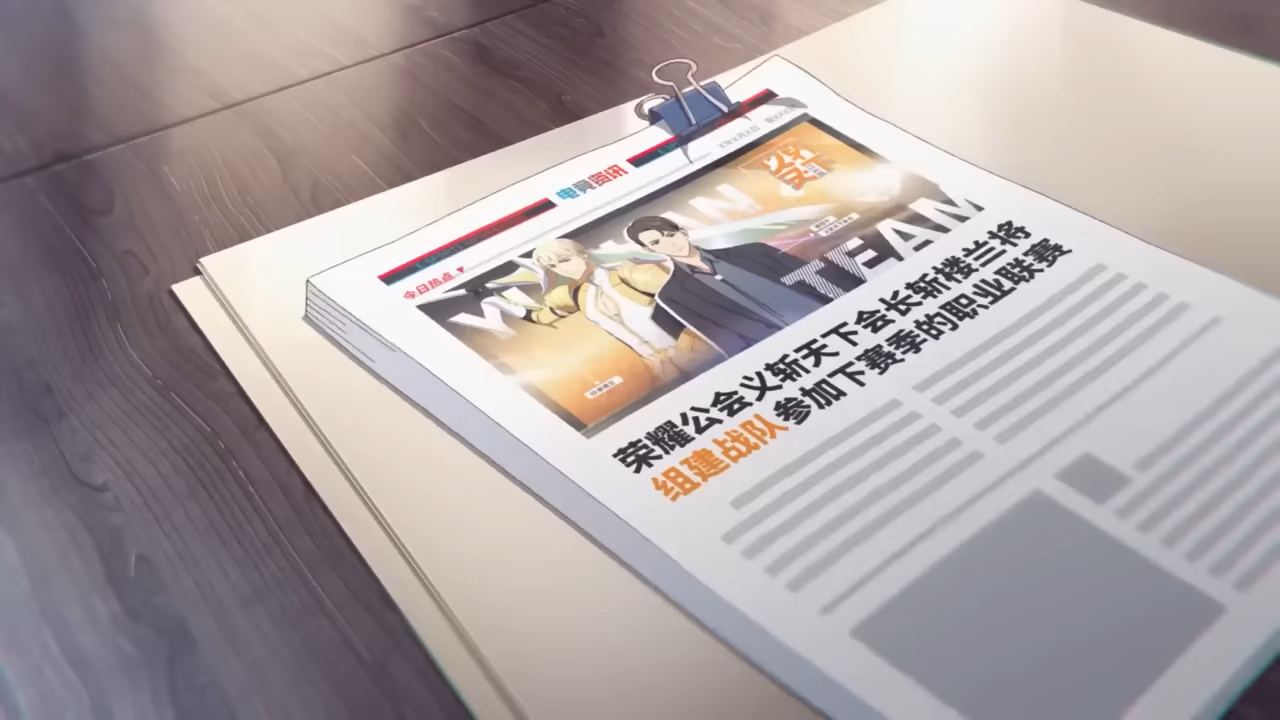 电竞资讯
今日热点
TEAM
荣耀公会义斩天下会长斩楼兰将
组建战队参加下赛季的职业联赛